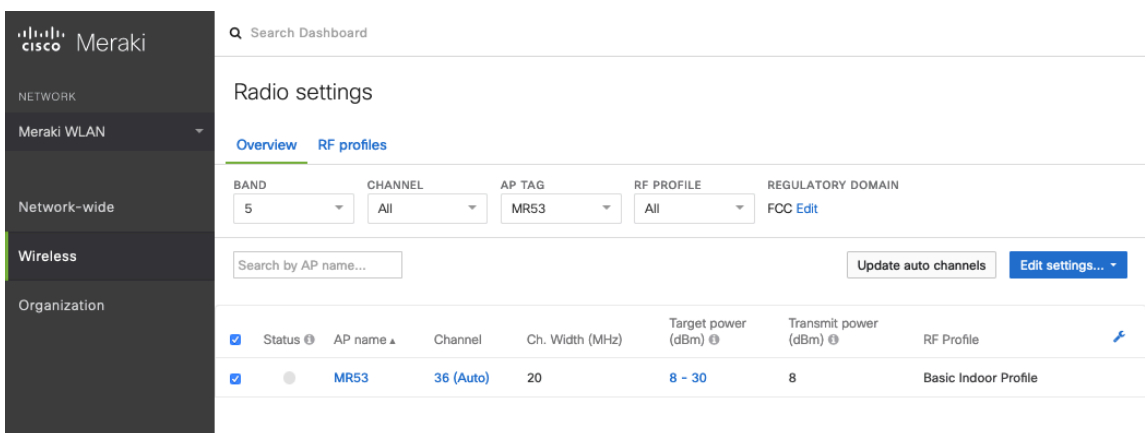 cisco Meraki
Search Dashboard
NETWORK
Meraki WLAN
Network-wide
Wireless
Organization
Radio settings
Overview RF profiles
BAND CHANNEL AP TAG RF PROFILE REGULATORY DOMAIN
5 All MR53 All FCC Edit
Search by AP name... Update auto channels Edit settings...
Status AP name Channel Ch. Width (MHz) Target power (dBm) Transmit power (dBm) RF Profile
MR53 36 (Auto) 20 8 - 30 8 Basic Indoor Profile